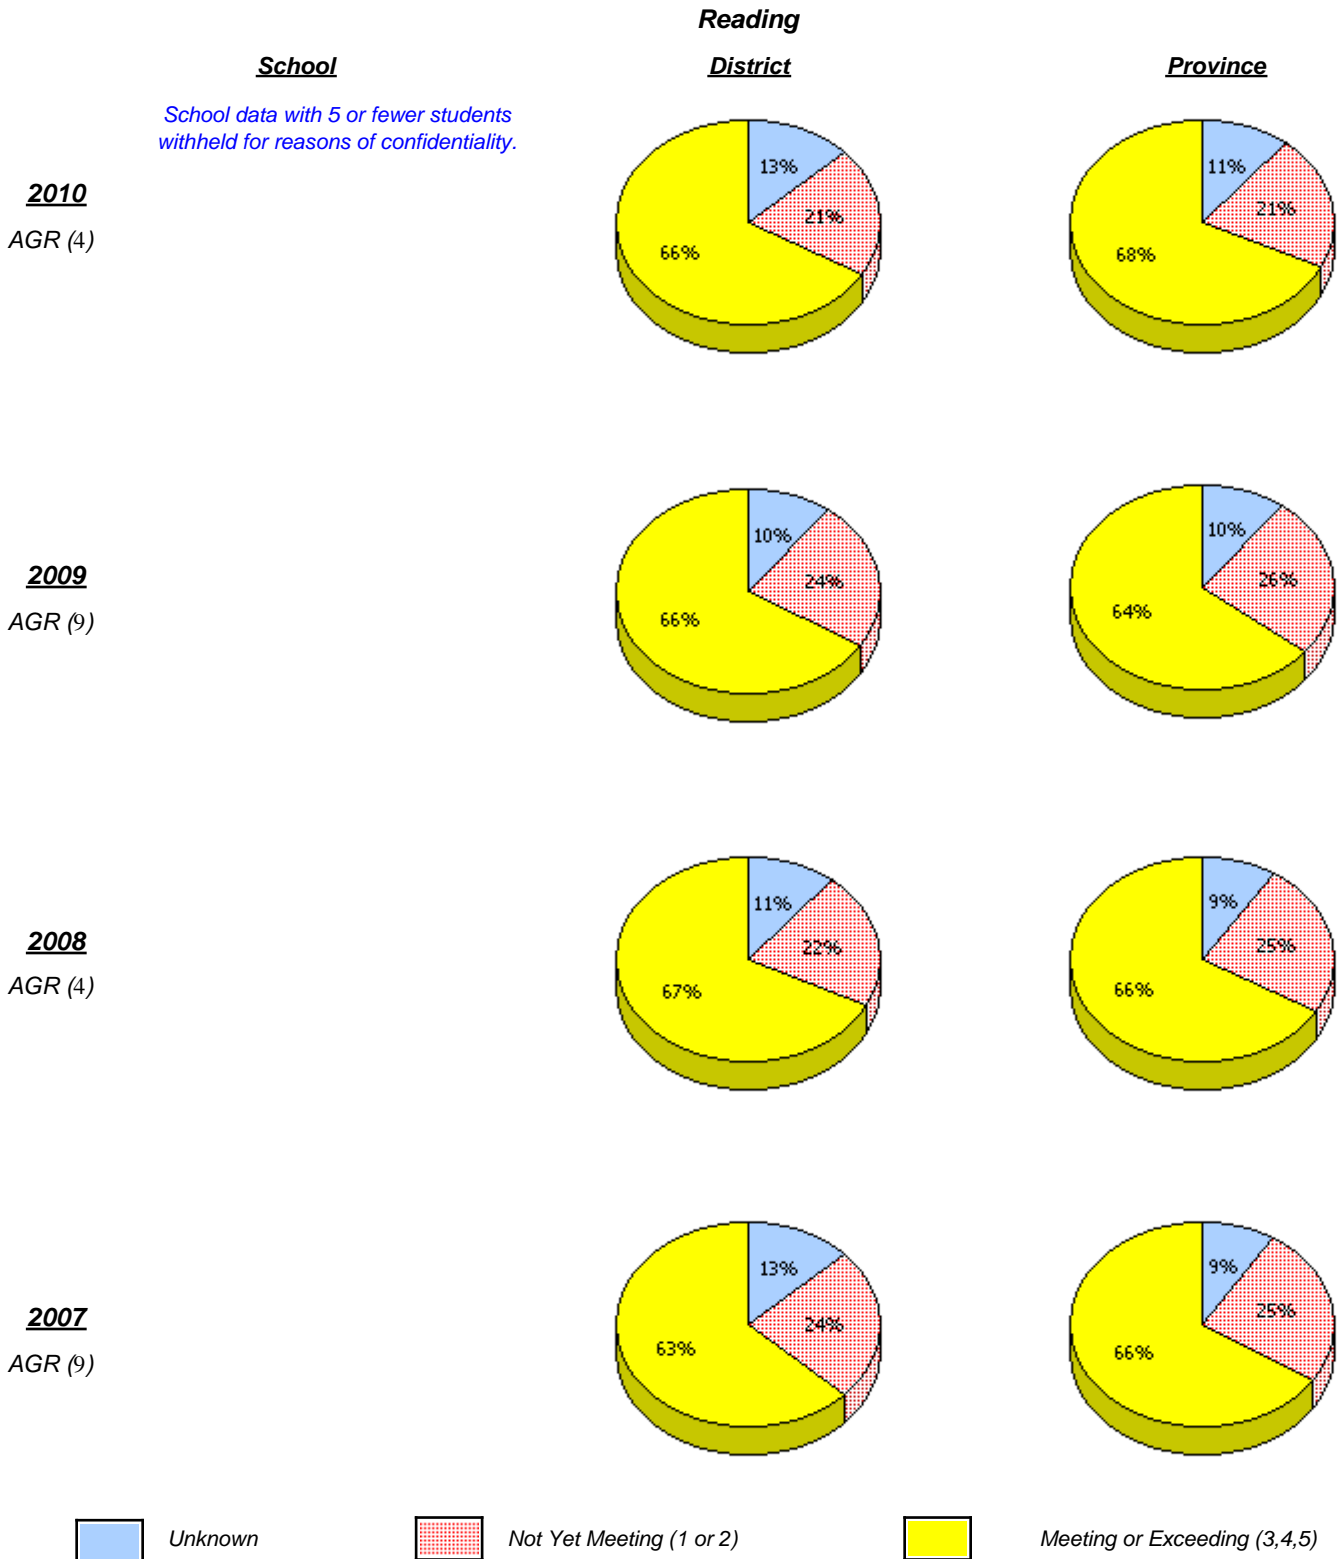 Reading
School
District
Province
School data with 5 or fewer students
withheld for reasons of confidentiality.
2010
AGR (4)
13%
21%
66%
11%
21%
68%
2009
AGR (9)
10%
24%
66%
10%
26%
64%
2008
AGR (4)
11%
22%
67%
9%
25%
66%
2007
AGR (9)
13%
24%
63%
9%
25%
66%
Unknown
Not Yet Meeting (1 or 2)
Meeting or Exceeding (3,4,5)